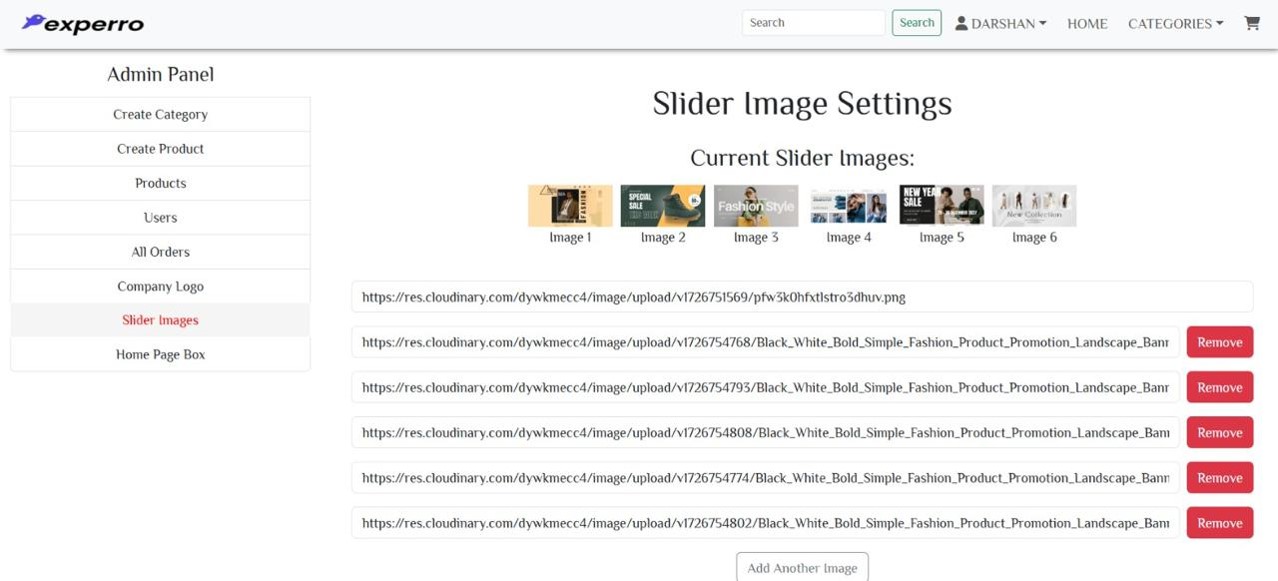 experro
Search
Search
DARSHAN
HOME
CATEGORIES
Admin Panel
Create Category
Create Product
Products
Users
All Orders
Company Logo
Slider Images
Home Page Box
Slider Image Settings
Current Slider Images:
FASHION
SPECIAL
SALE
Fashion Style
NEW YEA
SALE
New Collection
Image 1
Image 2
Image 3
Image 4
Image 5
Image 6
https://res.cloudinary.com/dywkmecc4/image/upload/v1726751569/pfw3k0hfxt1stro3dhuv.png
https://res.cloudinary.com/dywkmecc4/image/upload/v1726754768/Black_White_Bold_Simple_Fashion_Product_Promotion_Landscape_Banr
Remove
https://res.cloudinary.com/dywkmecc4/image/upload/v1726754793/Black_White_Bold_Simple_Fashion_Product_Promotion_Landscape_Banr
Remove
https://res.cloudinary.com/dywkmecc4/image/upload/v1726754808/Black_White_Bold_Simple_Fashion_Product_Promotion_Landscape_Banr
Remove
https://res.cloudinary.com/dywkmecc4/image/upload/v1726754774/Black_White_Bold_Simple_Fashion_Product_Promotion_Landscape_Banr
Remove
https://res.cloudinary.com/dywkmecc4/image/upload/v1726754802/Black_White_Bold_Simple_Fashion_Product_Promotion_Landscape_Banr
Remove
Add Another Image